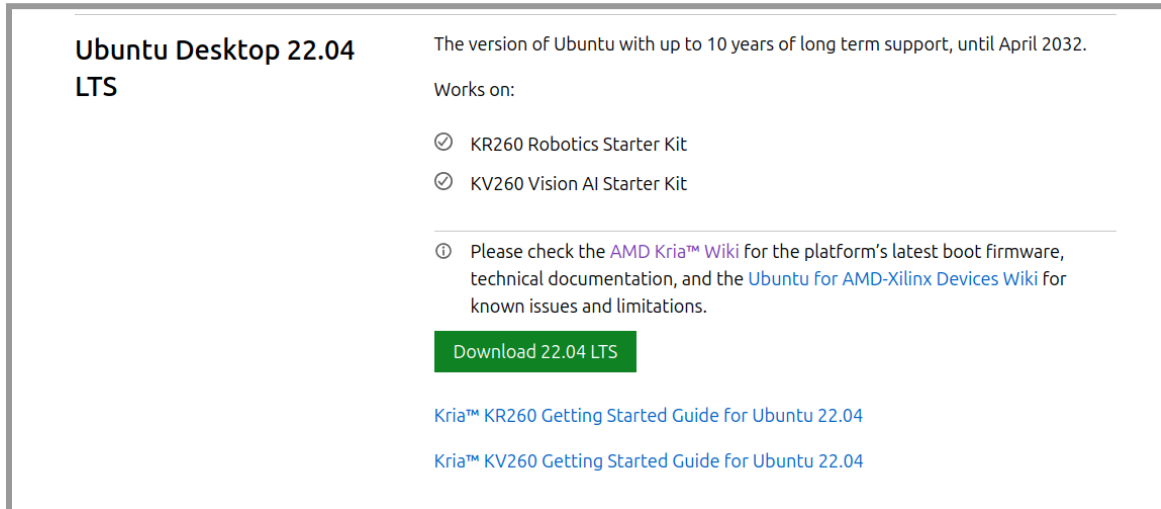 Ubuntu Desktop 22.04
LTS
The version of Ubuntu with up to 10 years of long term support, until April 2032.
Works on:
KR260 Robotics Starter Kit
KV260 Vision AI Starter Kit
Please check the AMD Kria™ Wiki for the platform’s latest boot firmware,
technical documentation, and the Ubuntu for AMD-Xilinx Devices Wiki for
known issues and limitations.
Download 22.04 LTS
Kria™ KR260 Getting Started Guide for Ubuntu 22.04
Kria™ KV260 Getting Started Guide for Ubuntu 22.04